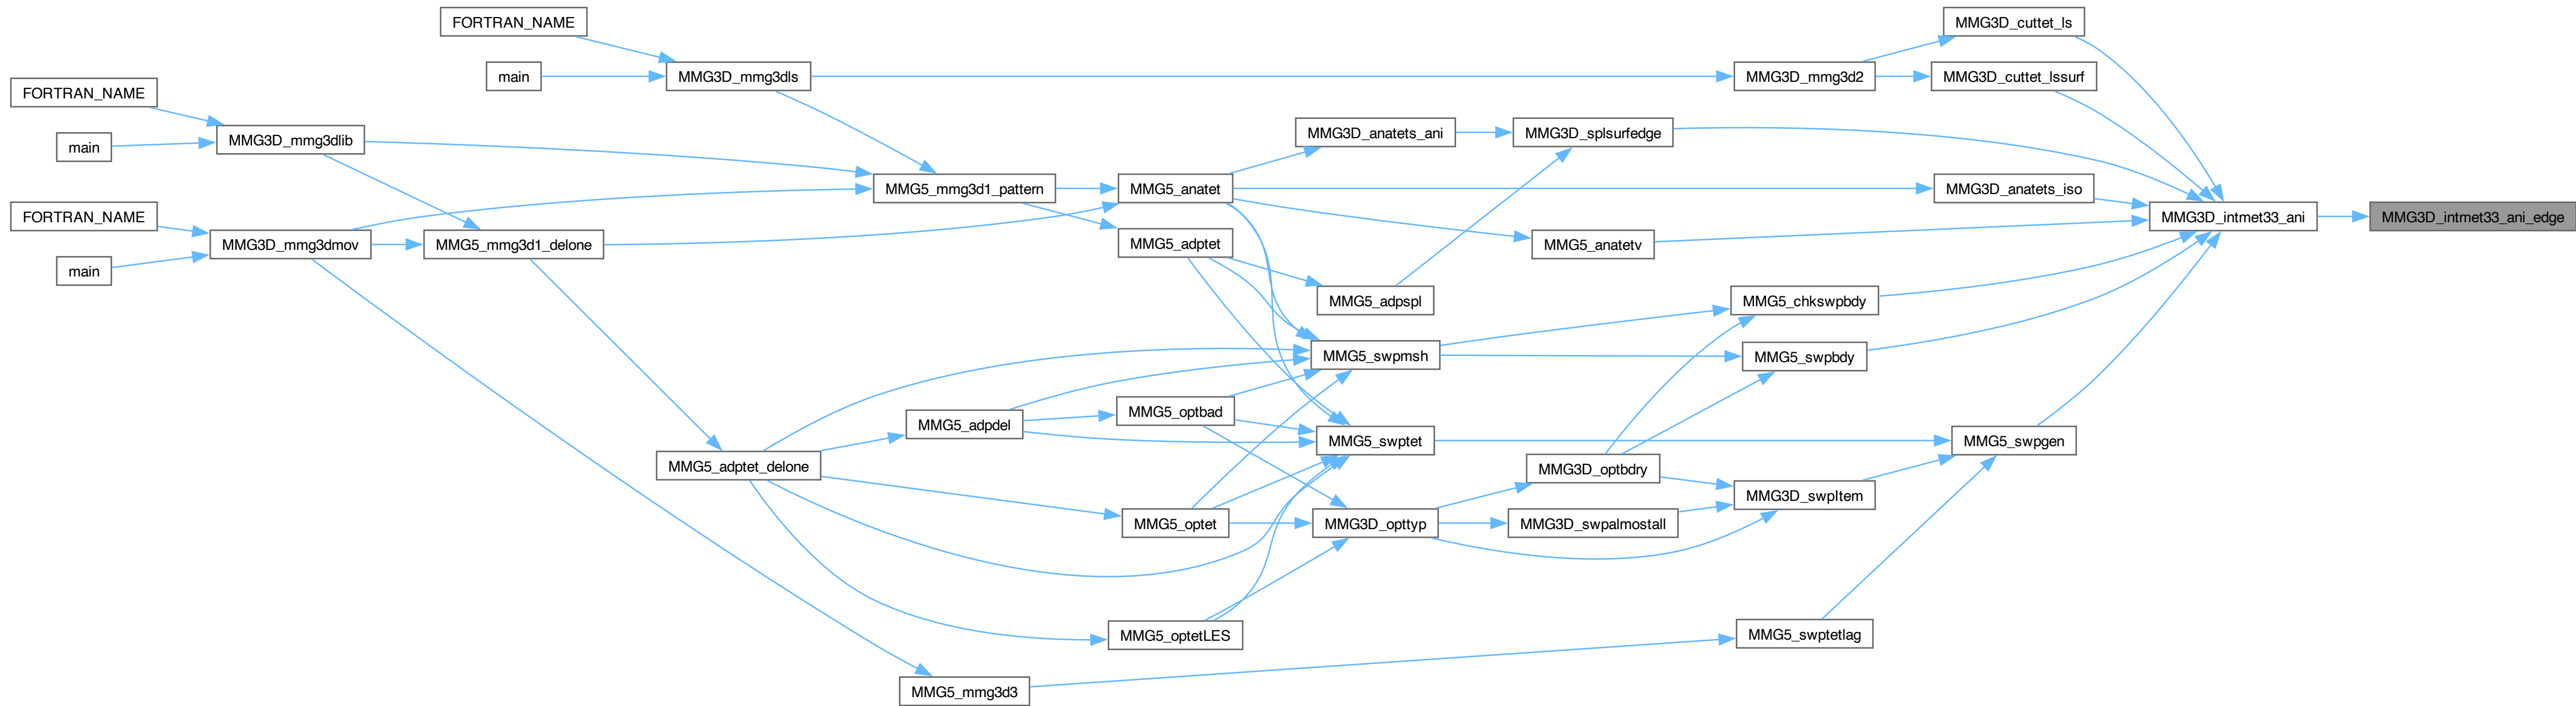 FORTRAN_NAME
MMG3D_cuttet_ls
main
MMG3D_mmg3dls
MMG3D_mmg3d2
MMG3D_cuttet_lssurf
FORTRAN_NAME
main
MMG3D_mmg3dlib
MMG3D_anatets_ani
MMG3D_splsurfedge
MMG5_mmg3d1_pattern
MMG5_anatet
MMG3D_anatets_iso
FORTRAN_NAME
MMG3D_intmet33_ani
MMG3D_intmet33_ani_edge
MMG3D_mmg3dmov
MMG5_mmg3d1_delone
MMG5_adptet
MMG5_anatetv
main
MMG5_adpspl
MMG5_chkswpbdy
MMG5_swpmsh
MMG5_swpbdy
MMG5_optbad
MMG5_adpdel
MMG5_swptet
MMG5_swpgen
MMG5_adptet_delone
MMG3D_optbdry
MMG3D_swpItem
MMG5_optet
MMG3D_opttyp
MMG3D_swpalmostall
MMG5_optetLES
MMG5_swptetlag
MMG5_mmg3d3